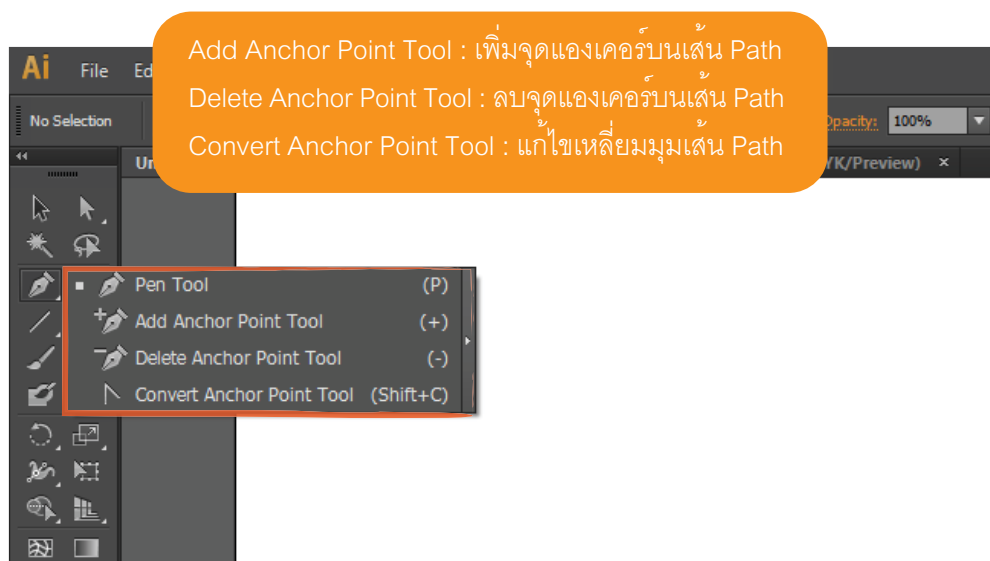 Add Anchor Point Tool : เพิ่มจุดแองเคอร์บนเส้น Path
Delete Anchor Point Tool : ลบจุดแองเคอร์บนเส้น Path
Convert Anchor Point Tool : แก้ไขเหลี่ยมมุมเส้น Path
Ai File Ed
No Selection Opacity: 100%
Un YK/Preview) ×
Pen Tool (P)
Add Anchor Point Tool (+)
Delete Anchor Point Tool (-)
Convert Anchor Point Tool (Shift+C)